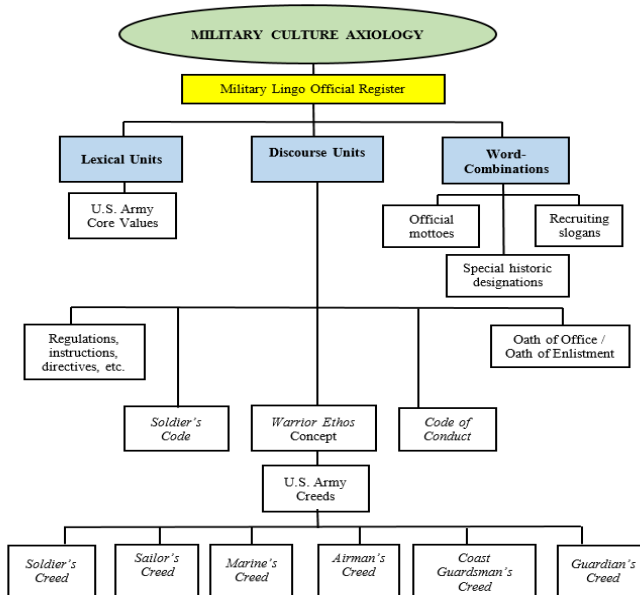 MILITARY CULTURE AXIOLOGY
Military Lingo Official Register
Lexical Units
Discourse Units
Word-
Combinations
U.S. Army
Core Values
Official
mottoes
Recruiting
slogans
Special historic
designations
Regulations,
instructions,
directives, etc.
Oath of Office /
Oath of Enlistment
Soldier's
Code
Warrior Ethos
Concept
Code of
Conduct
U.S. Army
Creeds
Soldier's
Creed
Sailor's
Creed
Marine's
Creed
Airman's
Creed
Coast
Guardsman's
Creed
Guardian's
Creed